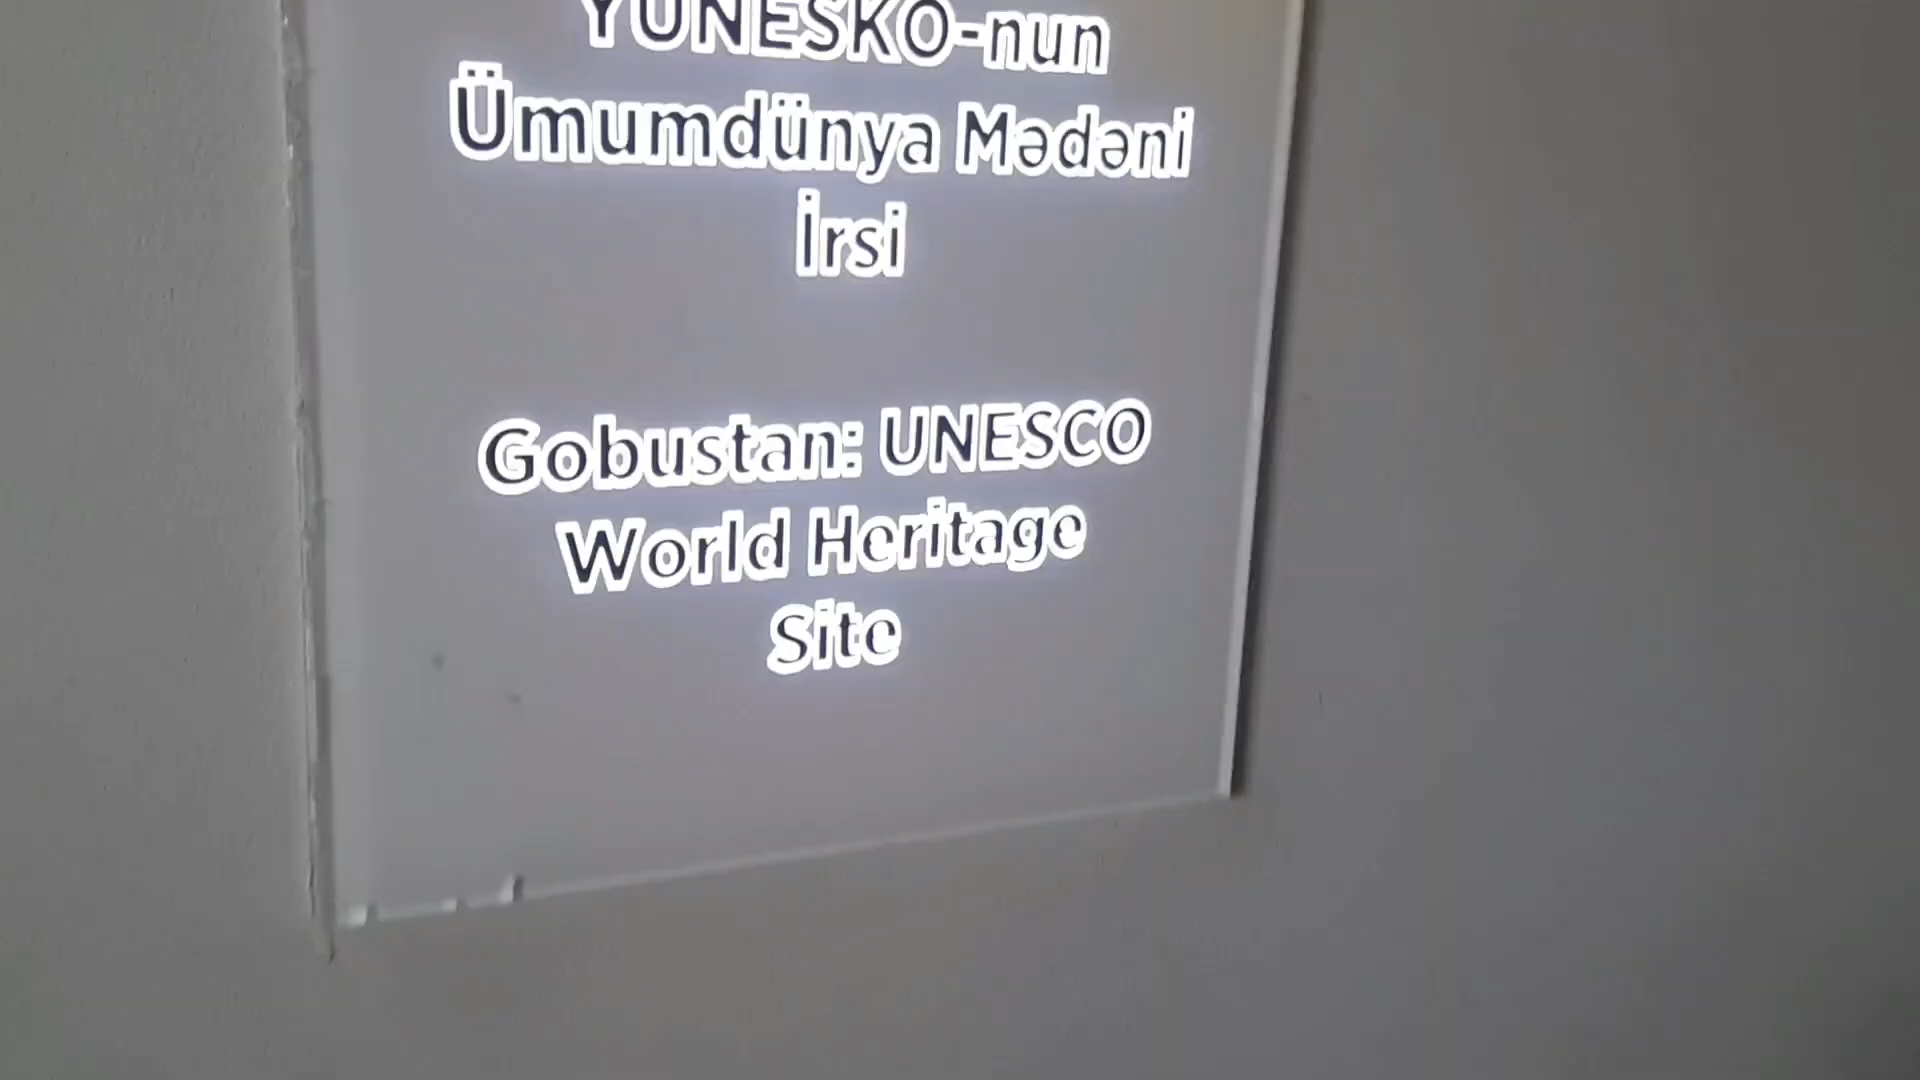 YUNESKO-nun
Ümumdünya Mədəni
İrsi
Gobustan: UNESCO
World Heritage
Site